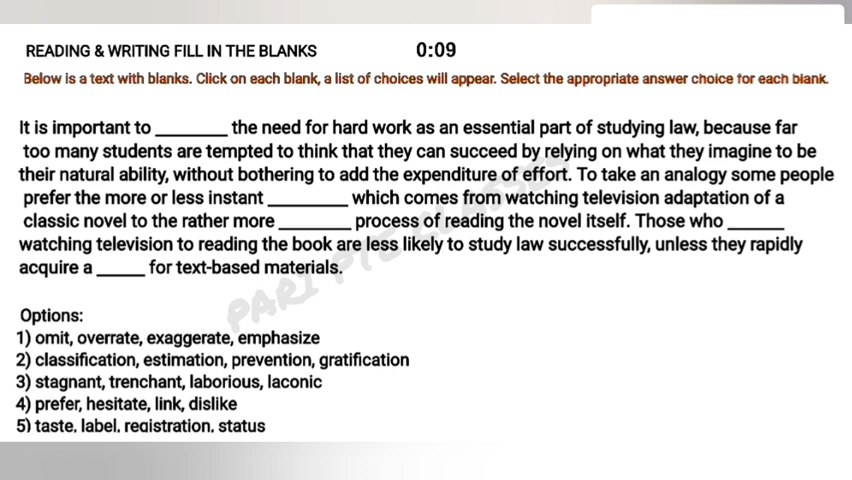 READING & WRITING FILL IN THE BLANKS 0:09
Below is a text with blanks. Click on each blank, a list of choices will appear. Select the appropriate answer choice for each blank.
It is important to ________ the need for hard work as an essential part of studying law, because far
too many students are tempted to think that they can succeed by relying on what they imagine to be
their natural ability, without bothering to add the expenditure of effort. To take an analogy some people
prefer the more or less instant _________ which comes from watching television adaptation of a
classic novel to the rather more ________ process of reading the novel itself. Those who ______
watching television to reading the book are less likely to study law successfully, unless they rapidly
acquire a _____ for text-based materials.
PARI PTE CLASSES
Options:
1) omit, overrate, exaggerate, emphasize
2) classification, estimation, prevention, gratification
3) stagnant, trenchant, laborious, laconic
4) prefer, hesitate, link, dislike
5) taste, label, registration, status